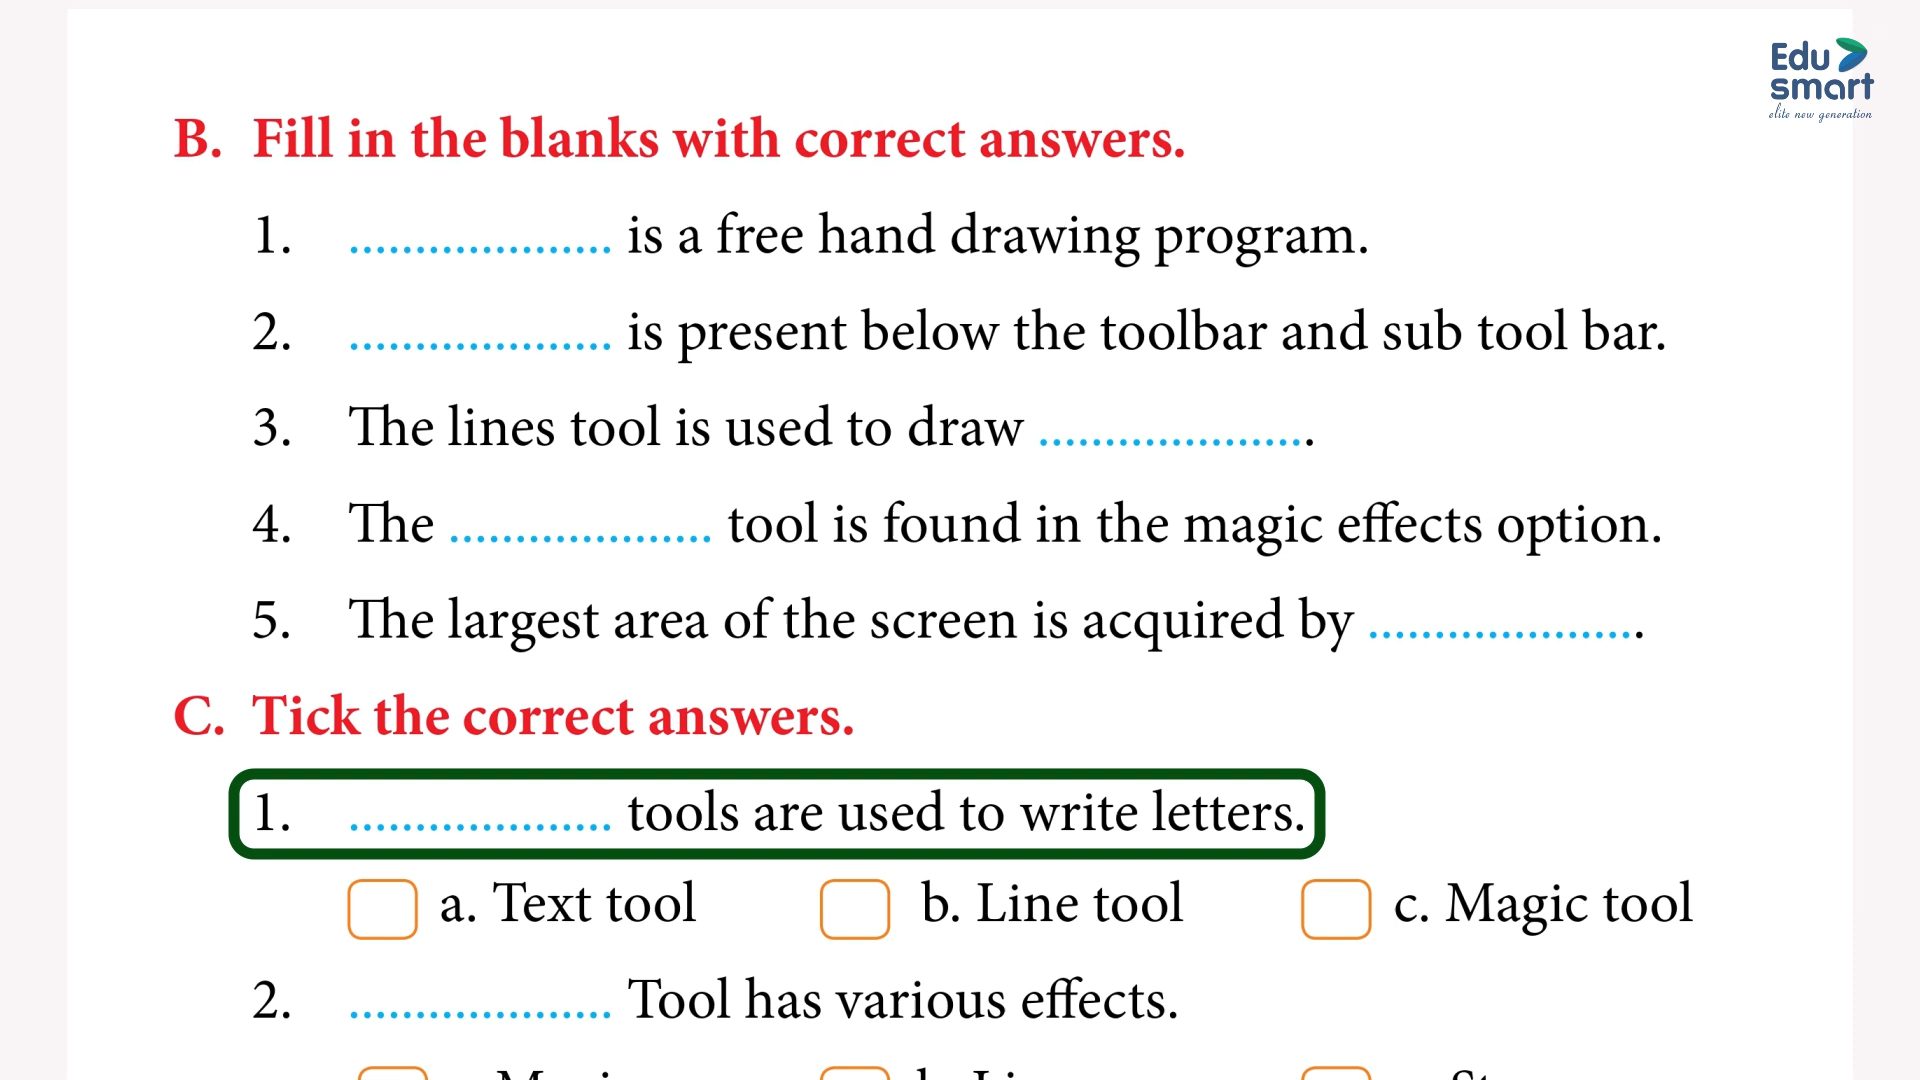 Edu
smart
elite new generation
B. Fill in the blanks with correct answers.
1. .................... is a free hand drawing program.
2. .................... is present below the toolbar and sub tool bar.
3. The lines tool is used to draw .....................
4. The .................... tool is found in the magic effects option.
5. The largest area of the screen is acquired by .....................
C. Tick the correct answers.
1. .................... tools are used to write letters.
a. Text tool b. Line tool c. Magic tool
2. .................... Tool has various effects.